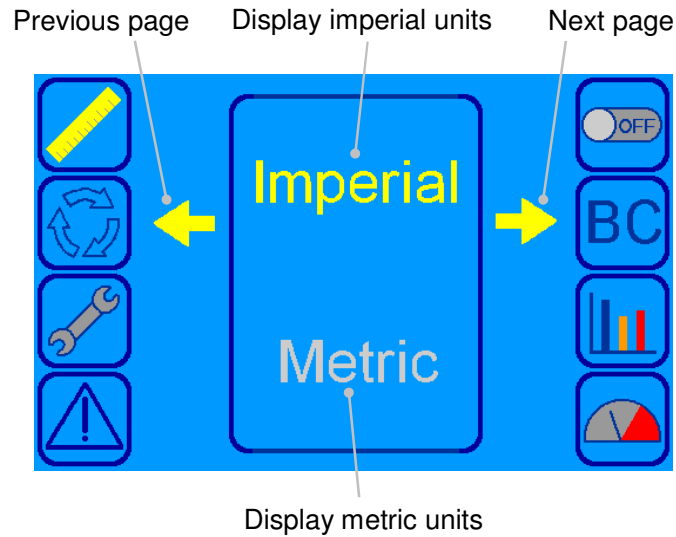 Previous page
Display imperial units
Next page
OFF
Imperial
BC
Metric
Display metric units